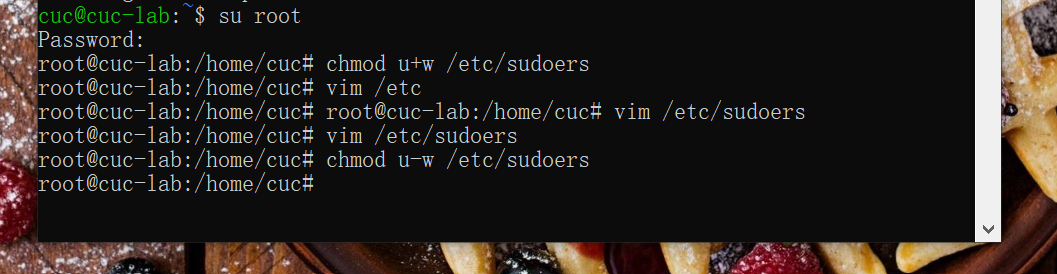 cuc@cuc-lab:~$ su root
Password:
root@cuc-lab:/home/cuc# chmod u+w /etc/sudoers
root@cuc-lab:/home/cuc# vim /etc
root@cuc-lab:/home/cuc# root@cuc-lab:/home/cuc# vim /etc/sudoers
root@cuc-lab:/home/cuc# vim /etc/sudoers
root@cuc-lab:/home/cuc# chmod u-w /etc/sudoers
root@cuc-lab:/home/cuc#